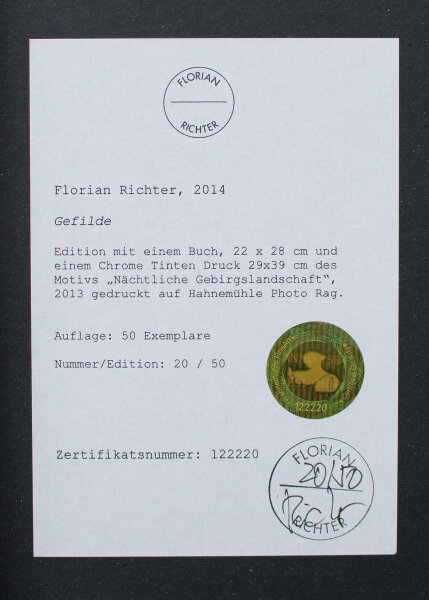 FLORIAN
RICHTER
Florian Richter, 2014
Gefilde
Edition mit einem Buch, 22 x 28 cm und
einem Chrome Tinten Druck 29x39 cm des
Motivs „Nächtliche Gebirgslandschaft",
2013 gedruckt auf Hahnemühle Photo Rag.
Auflage: 50 Exemplare
Nummer/Edition: 20 / 50
122220
Zertifikatsnummer: 122220
FLORIAN
20/50
RICHTER